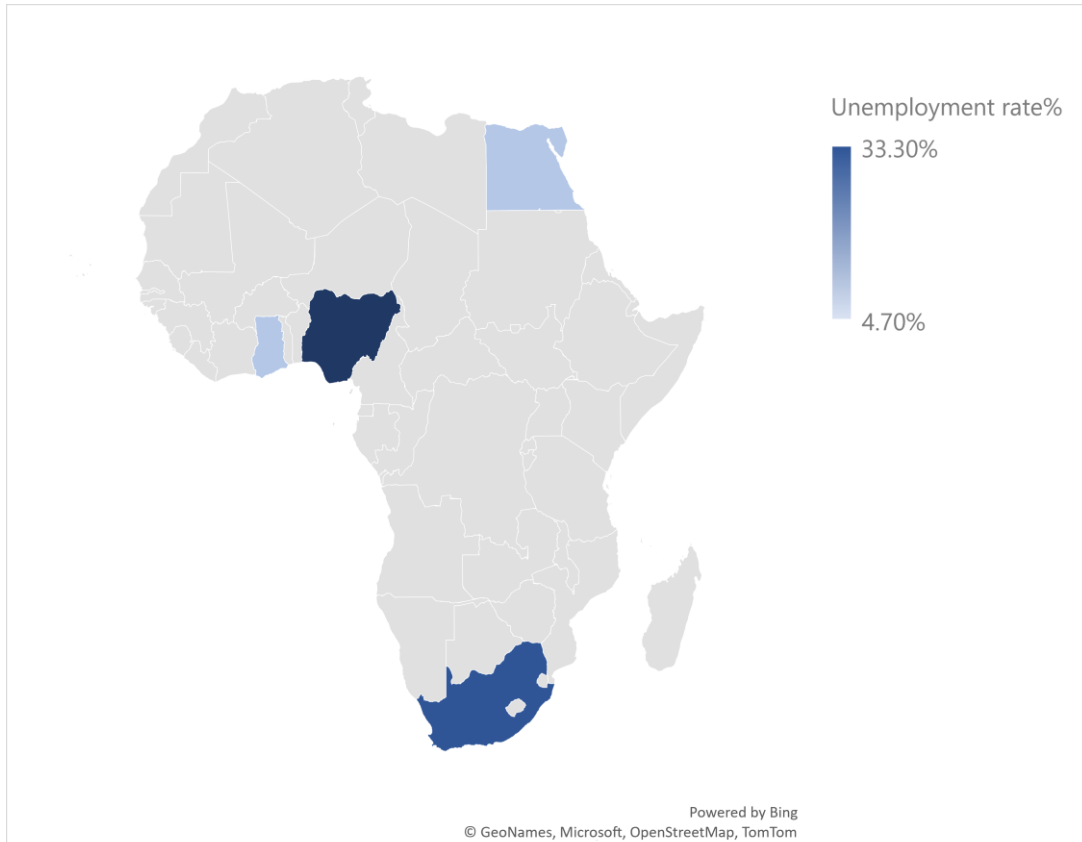 Unemployment rate%
33.30%
4.70%
Powered by Bing
© GeoNames, Microsoft, OpenStreetMap, TomTom